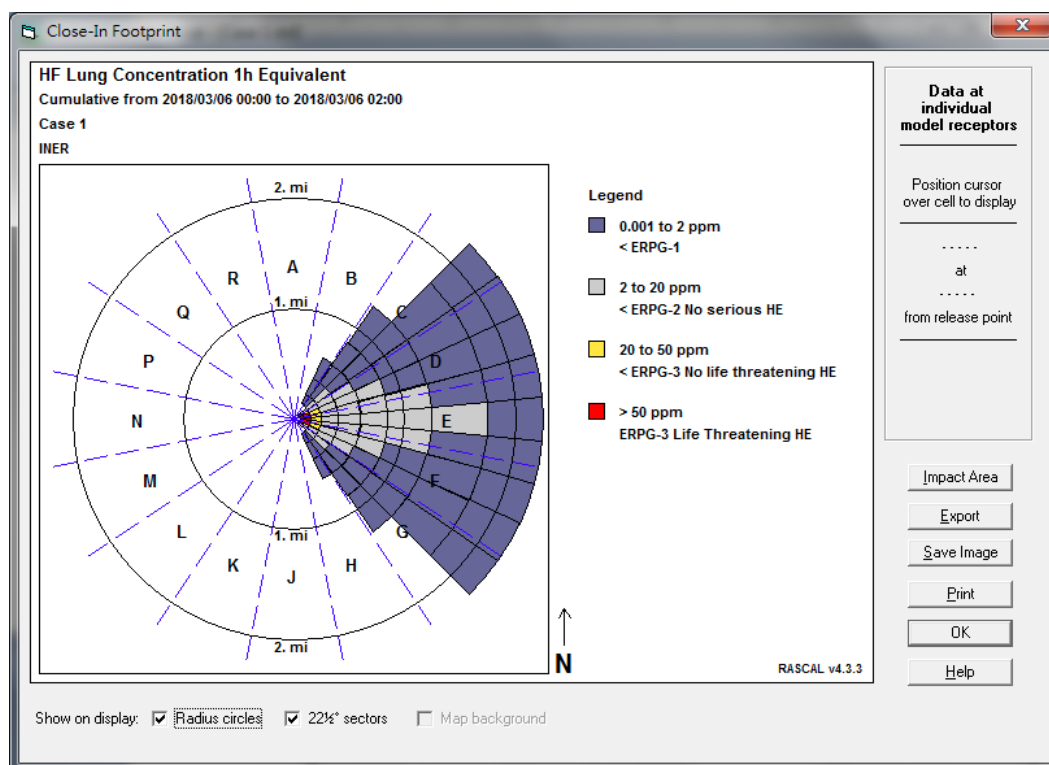 Close-In Footprint
HF Lung Concentration 1h Equivalent
Cumulative from 2018/03/06 00:00 to 2018/03/06 02:00
Case 1
INER
2. mi
R
A
B
Q
1. mi
C
P
D
N
E
M
F
L
1. mi
G
K
J
H
2. mi
N
Legend
0.001 to 2 ppm
< ERPG-1
2 to 20 ppm
< ERPG-2 No serious HE
20 to 50 ppm
< ERPG-3 No life threatening HE
> 50 ppm
ERPG-3 Life Threatening HE
RASCAL v4.3.3
Data at
individual
model receptors
Position cursor
over cell to display
- - - - -
at
- - - - -
from release point
Impact Area
Export
Save Image
Print
OK
Help
Show on display: Radius circles 22½° sectors Map background